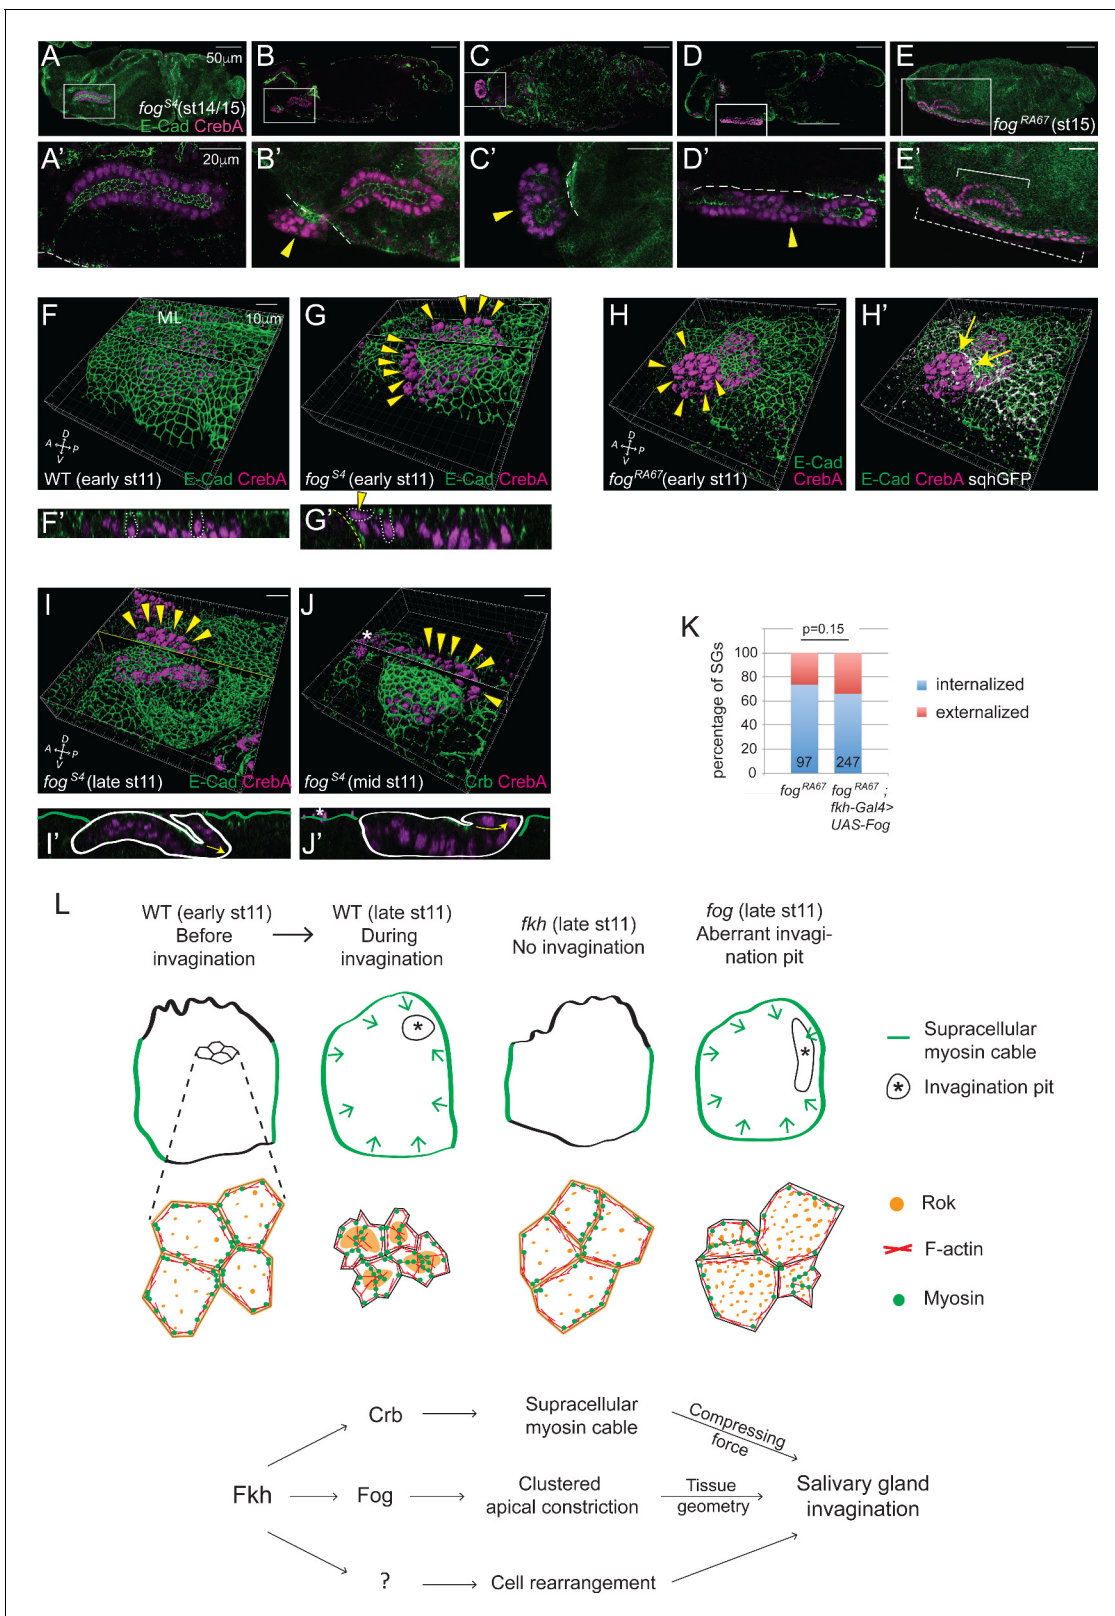 A
50μm
fog S4 (st14/15)
E-Cad CrebA
B
C
D
E
fog RA67 (st15)
A'
20μm
B'
C'
D'
E'
F
ML
10μm
D
A P
V
WT (early st11) E-Cad CrebA
G
fog S4 (early st11) E-Cad CrebA
H
D
A P
V
E-Cad
fog RA67 (early st11) CrebA
H'
E-Cad CrebA sqhGFP
F'
G'
I
D
A P
V
fog S4 (late st11) E-Cad CrebA
J
*
fog S4 (mid st11) Crb CrebA
I'
J'
*
K
p=0.15
percentage of SGs
100
80
60
40
20
0
97
247
fog RA67
fog RA67 ;
fkh-Gal4>
UAS-Fog
internalized
externalized
L
WT (early st11)
Before
invagination
WT (late st11)
During
invagination
fkh (late st11)
No invagination
fog (late st11)
Aberrant invagi-
nation pit
*
*
Supracellular
myosin cable
* Invagination pit
Rok
F-actin
Myosin
Crb
Supracellular
myosin cable
Compressing
force
Fkh
Fog
Clustered
apical constriction
Tissue
geometry
Salivary gland
invagination
?
Cell rearrangement